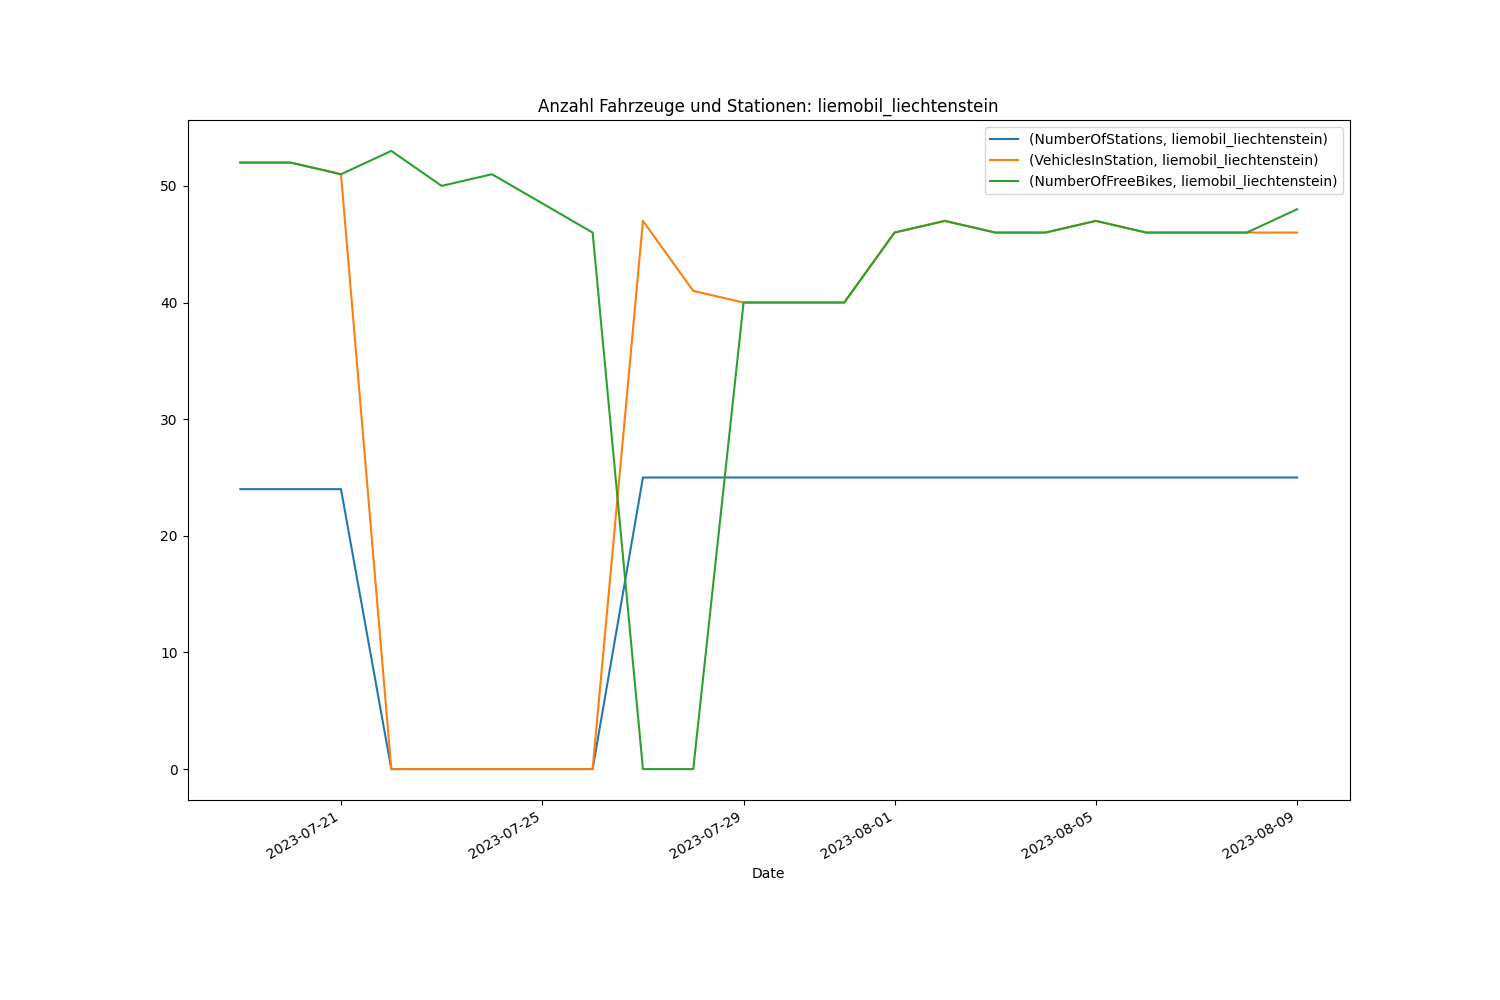 Anzahl Fahrzeuge und Stationen: liemobil_liechtenstein
(NumberOfStations, liemobil_liechtenstein)
(VehiclesInStation, liemobil_liechtenstein)
(NumberOfFreeBikes, liemobil_liechtenstein)
50
40
30
20
10
0
2023-07-21
2023-07-25
2023-07-29
2023-08-01
2023-08-05
2023-08-09
Date